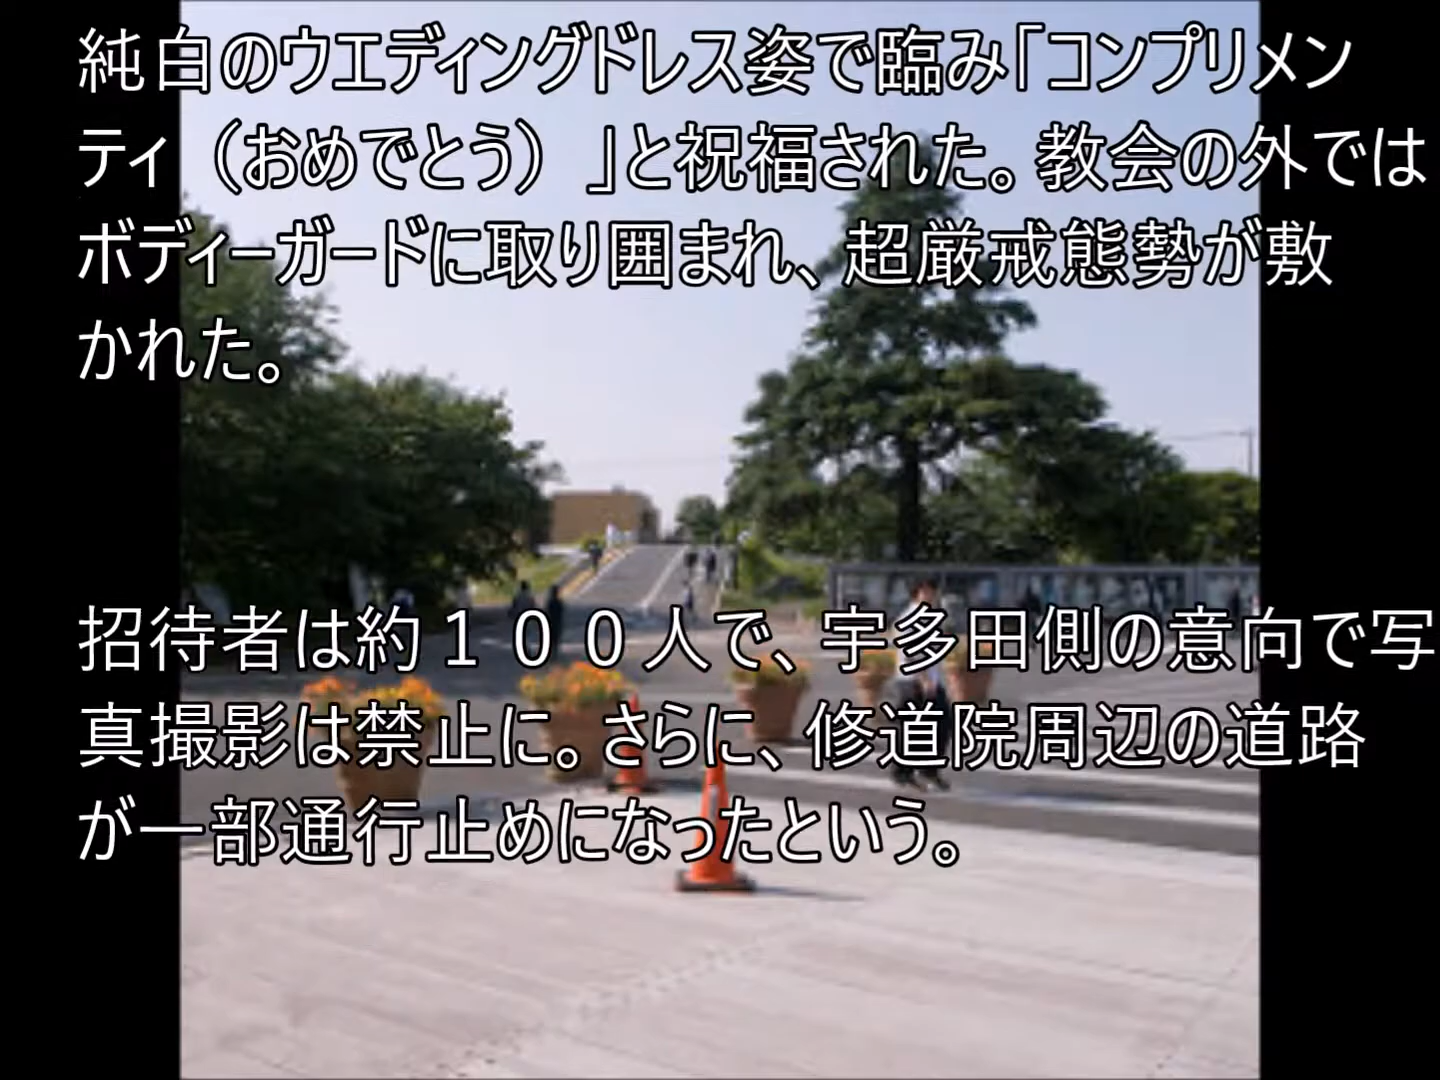 純白のウエディングドレス姿で臨み「コンプリメン
ティ（おめでとう）」と祝福された。教会の外では
ボディーガードに取り囲まれ、超厳戒態勢が敷
かれた。
招待者は約１００人で、宇多田側の意向で写
真撮影は禁止に。さらに、修道院周辺の道路
が一部通行止めになったという。